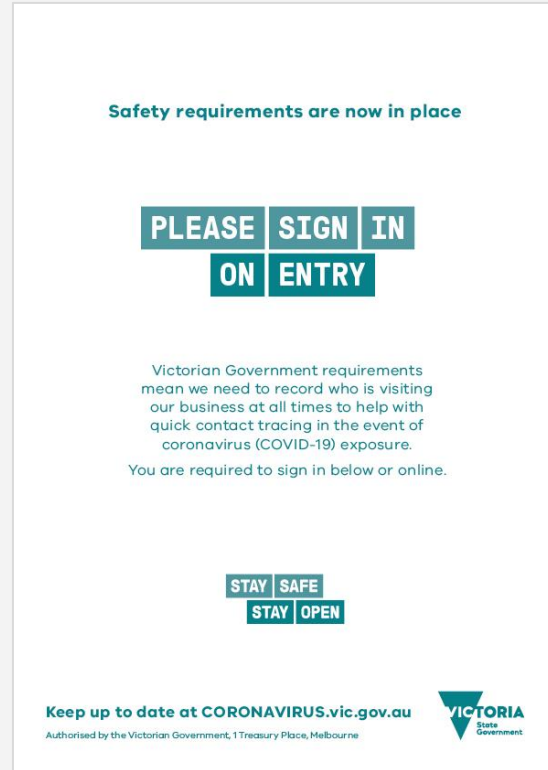 Safety requirements are now in place
PLEASE SIGN IN
ON ENTRY
Victorian Government requirements
mean we need to record who is visiting
our business at all times to help with
quick contact tracing in the event of
coronavirus (COVID-19) exposure.
You are required to sign in below or online.
STAY SAFE
STAY OPEN
Keep up to date at CORONAVIRUS.vic.gov.au
Authorised by the Victorian Government, 1 Treasury Place, Melbourne
VICTORIA
State
Government